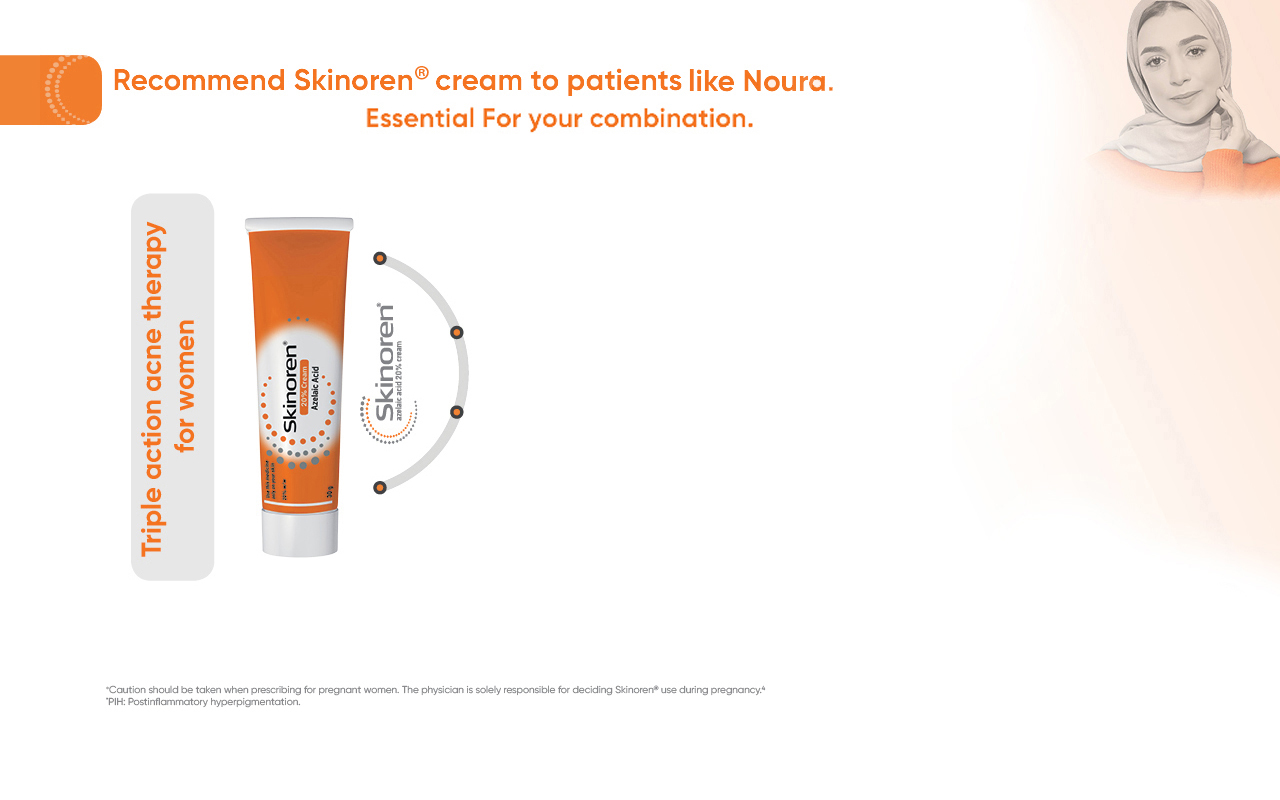 Recommend Skinoren® cream to patients like Noura.
Essential For your combination.
Triple action acne therapy
for women
Skinoren®
20% Cream
Azelaic Acid
30 g
Skinoren®
azelaic acid 20% cream
⁺Caution should be taken when prescribing for pregnant women. The physician is solely responsible for deciding Skinoren® use during pregnancy.⁴
*PIH: Postinflammatory hyperpigmentation.